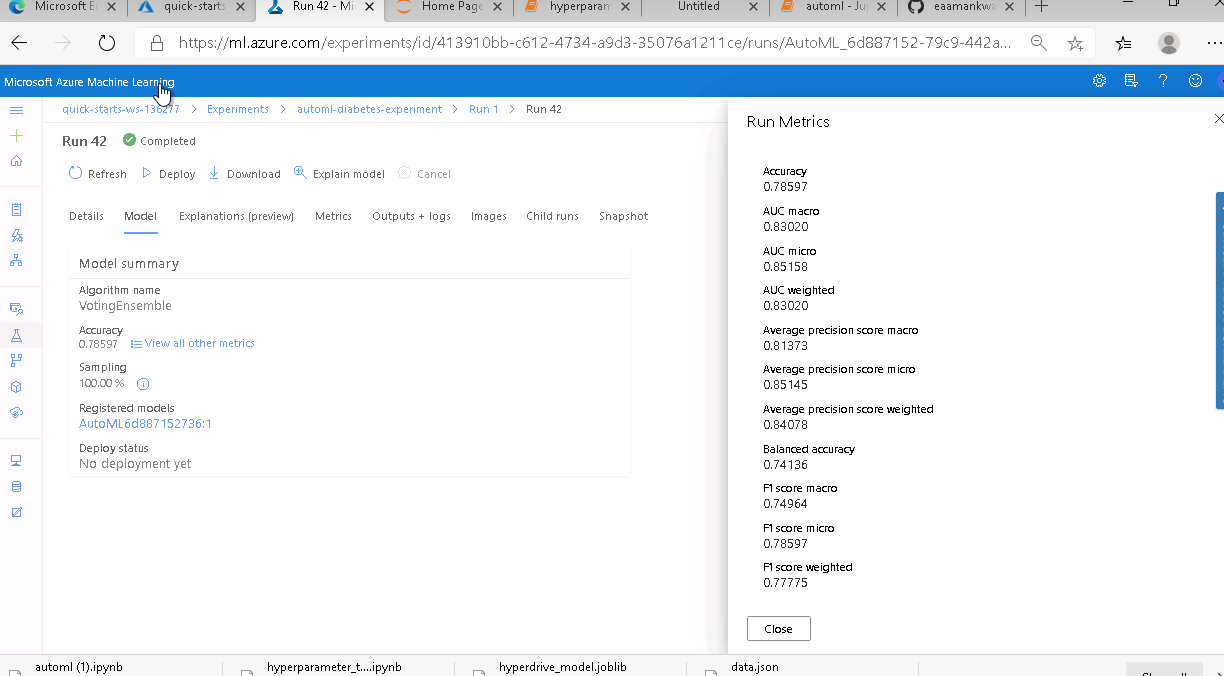 Microsoft E
quick-starts
Run 42 - Mi
Home Page
hyperparam
Untitled
automl - Ju
eaamankwa
https://ml.azure.com/experiments/id/413910bb-c612-4734-a9d3-35076a1211ce/runs/AutoML_6d887152-79c9-442a...
Microsoft Azure Machine Learning
quick-starts-ws-136277 > Experiments > automl-diabetes-experiment > Run 1 > Run 42
Run 42 Completed
Refresh Deploy Download Explain model Cancel
Details Model Explanations (preview) Metrics Outputs + logs Images Child runs Snapshot
Model summary
Algorithm name
VotingEnsemble
Accuracy
0.78597 View all other metrics
Sampling
100.00 %
Registered models
AutoML6d887152736:1
Deploy status
No deployment yet
Run Metrics
Accuracy
0.78597
AUC macro
0.83020
AUC micro
0.85158
AUC weighted
0.83020
Average precision score macro
0.81373
Average precision score micro
0.85145
Average precision score weighted
0.84078
Balanced accuracy
0.74136
F1 score macro
0.74964
F1 score micro
0.78597
F1 score weighted
0.77775
Close
automl (1).ipynb
hyperparameter_t....ipynb
hyperdrive_model.joblib
data.json